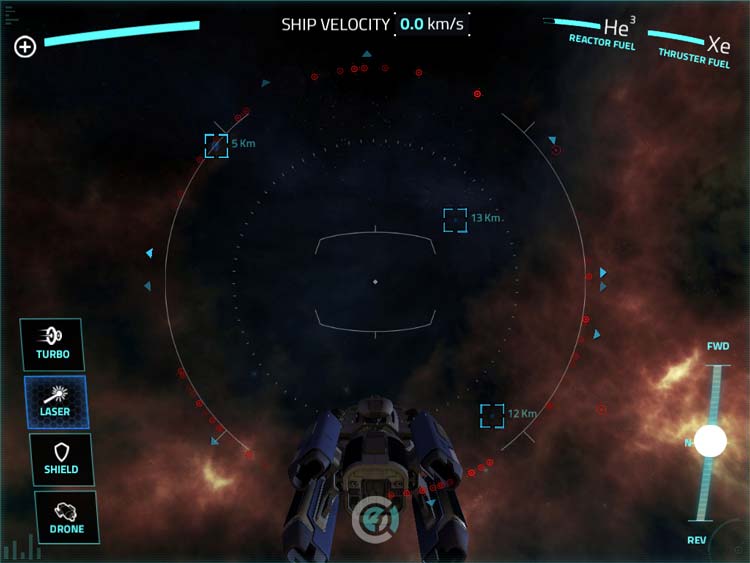 SHIP VELOCITY 0.0 km/s
He³
REACTOR FUEL
Xe
THRUSTER FUEL
5 Km
13 Km
TURBO
FWD
LASER
12 Km
N
SHIELD
DRONE
REV